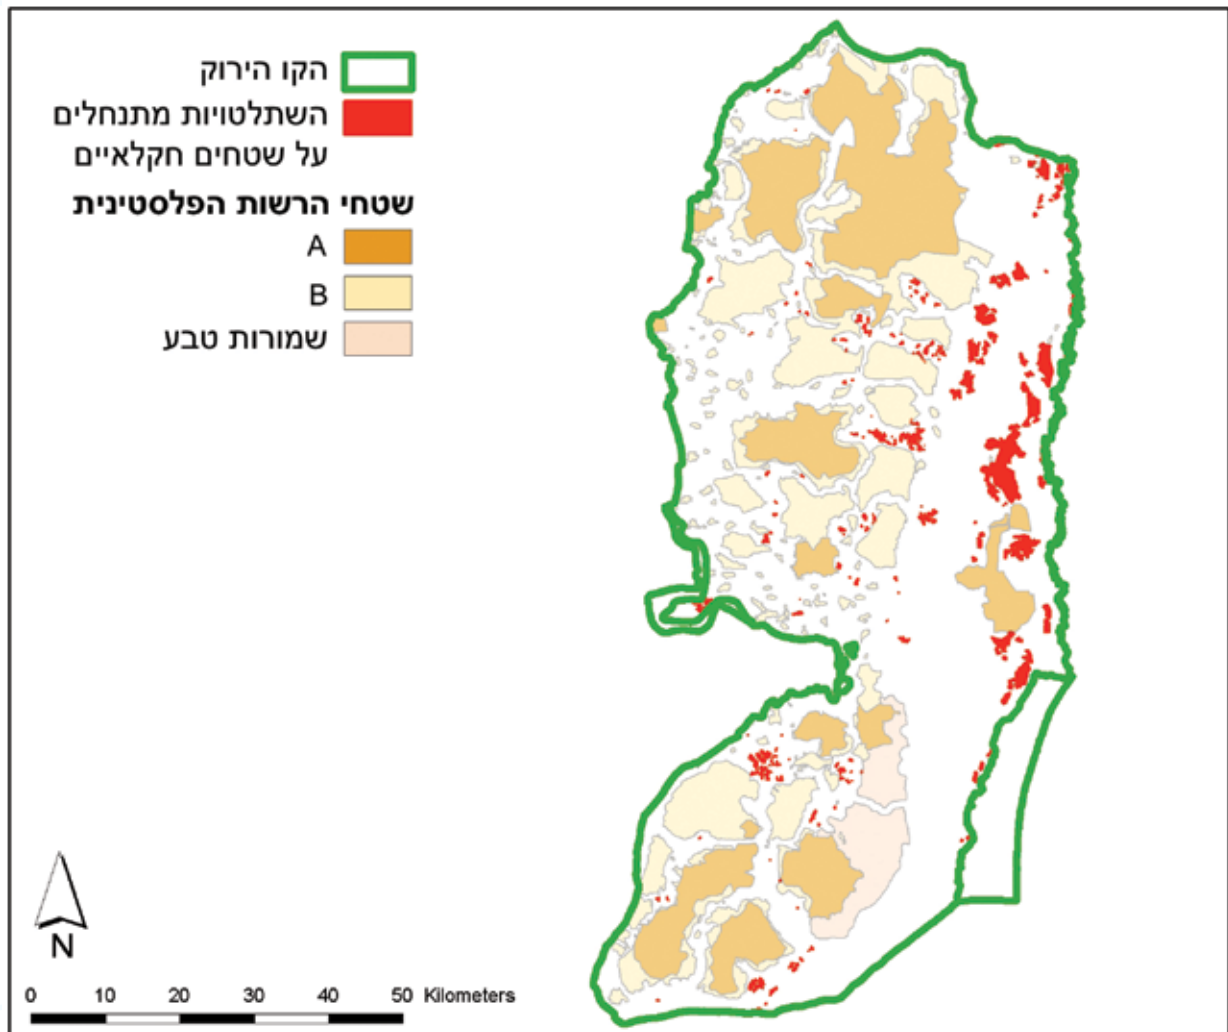 הקו הירוק
השתלטויות מתנחלים
על שטחים חקלאיים
שטחי הרשות הפלסטינית
A
B
שמורות טבע
N
0 10 20 30 40 50 Kilometers